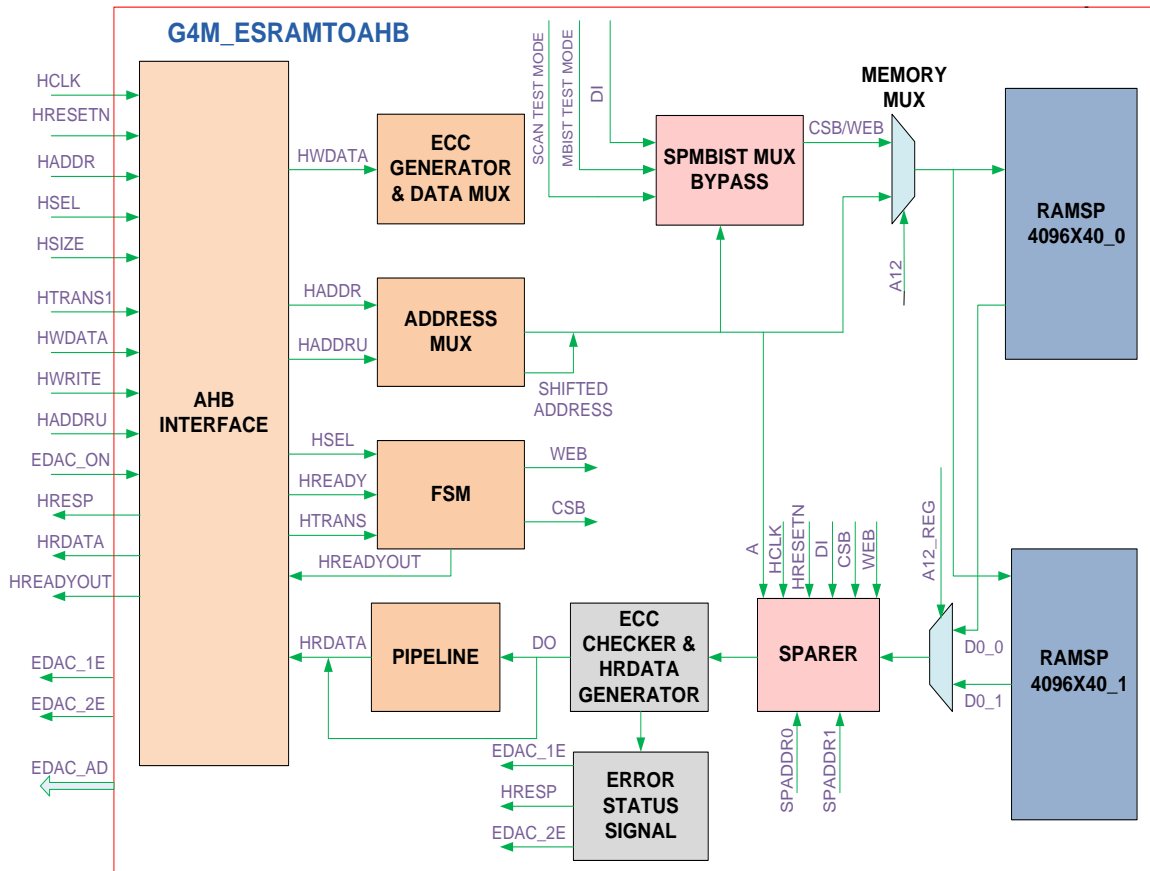 G4M_ESRAMTOAHB
HCLK
HRESETN
HADDR
HSEL
HSIZE
HTRANS1
HWDATA
HWRITE
HADDRU
EDAC_ON
HRESP
HRDATA
HREADYOUT
EDAC_1E
EDAC_2E
EDAC_AD
AHB
INTERFACE
HWDATA
ECC
GENERATOR
& DATA MUX
HADDR
HADDRU
ADDRESS
MUX
SHIFTED
ADDRESS
HSEL
HREADY
HTRANS
FSM
WEB
CSB
HREADYOUT
HRDATA
PIPELINE
DO
ECC
CHECKER &
HRDATA
GENERATOR
EDAC_1E
HRESP
EDAC_2E
ERROR
STATUS
SIGNAL
SCAN TEST MODE
MBIST TEST MODE
DI
SPMBIST MUX
BYPASS
CSB/WEB
MEMORY
MUX
A12
RAMSP
4096X40_0
A
HCLK
HRESETN
DI
CSB
WEB
A12_REG
SPARER
SPADDR0
SPADDR1
D0_0
D0_1
RAMSP
4096X40_1